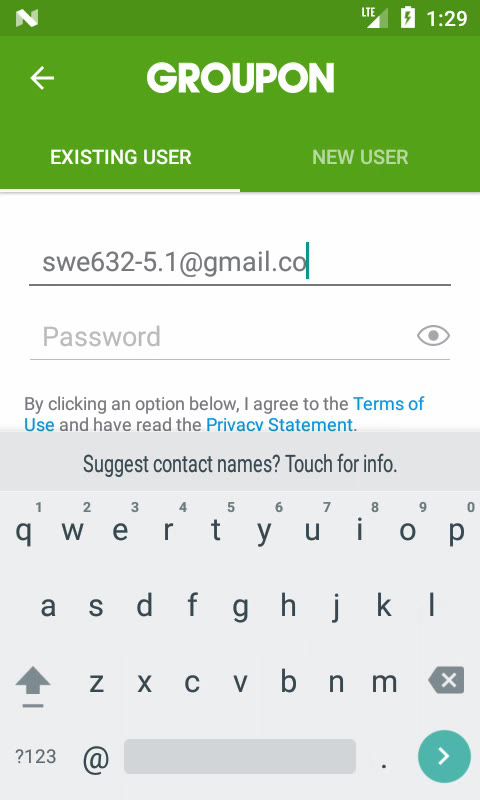 LTE 1:29
GROUPON
EXISTING USER NEW USER
swe632-5.1@gmail.co
Password
By clicking an option below, I agree to the Terms of
Use and have read the Privacy Statement.
Suggest contact names? Touch for info.
1 2 3 4 5 6 7 8 9 0
q w e r t y u i o p
a s d f g h j k l
z x c v b n m
?123 @ .